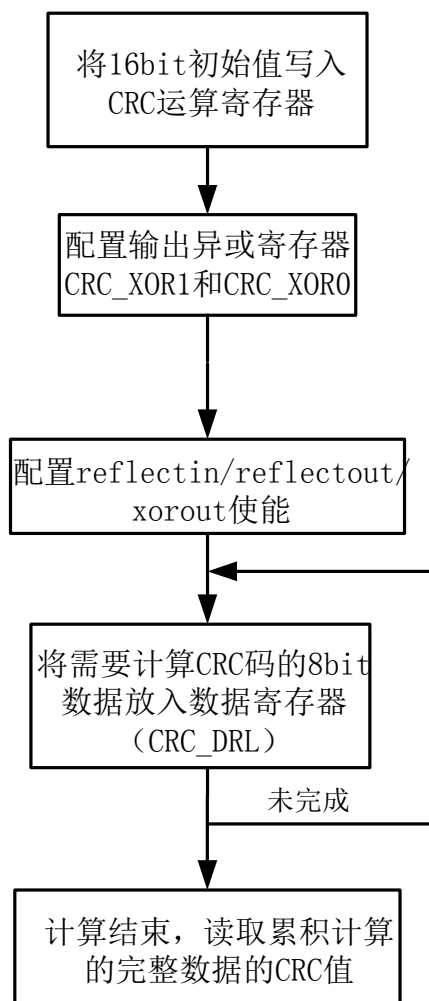 将16bit初始值写入
CRC运算寄存器
配置输出异或寄存器
CRC_XOR1和CRC_XOR0
配置reflectin/reflectout/
xorout使能
将需要计算CRC码的8bit
数据放入数据寄存器
（CRC_DRL）
未完成
计算结束，读取累积计算
的完整数据的CRC值